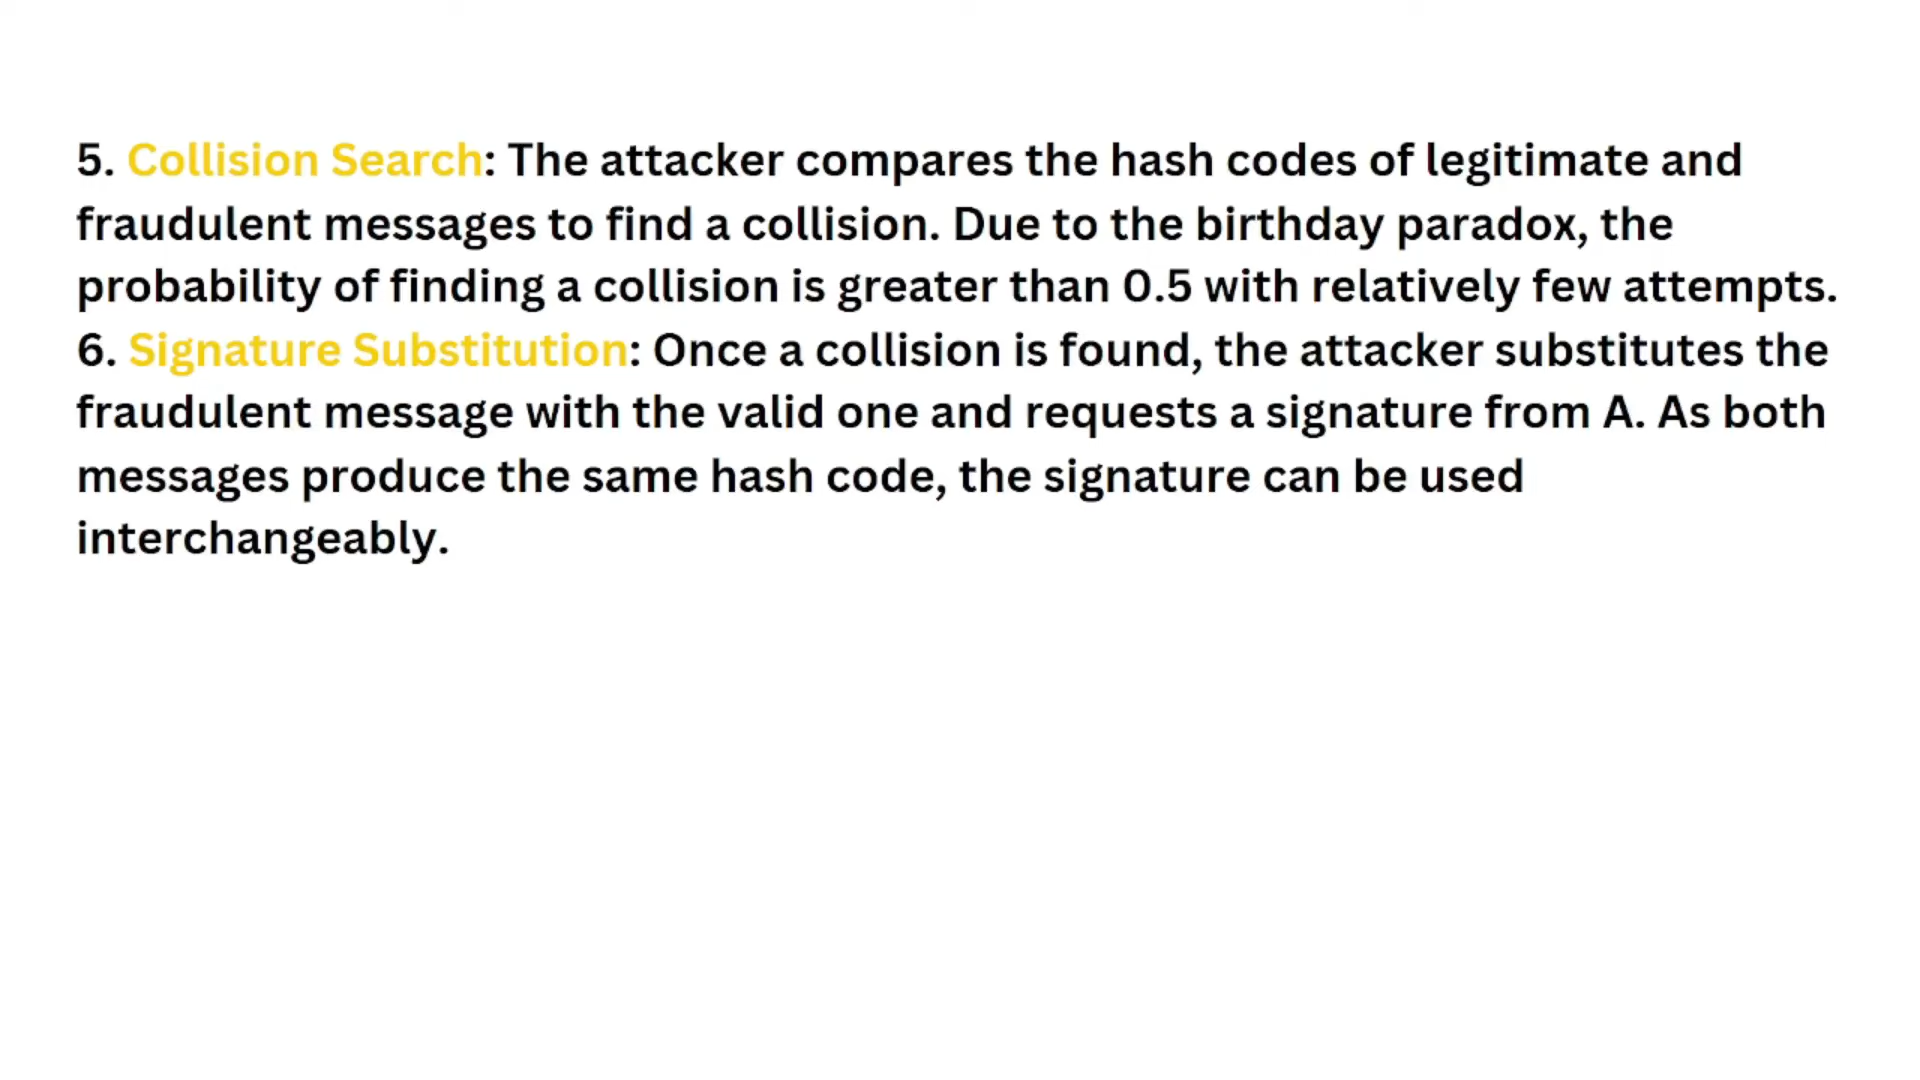 5. Collision Search: The attacker compares the hash codes of legitimate and
fraudulent messages to find a collision. Due to the birthday paradox, the
probability of finding a collision is greater than 0.5 with relatively few attempts.
6. Signature Substitution: Once a collision is found, the attacker substitutes the
fraudulent message with the valid one and requests a signature from A. As both
messages produce the same hash code, the signature can be used
interchangeably.